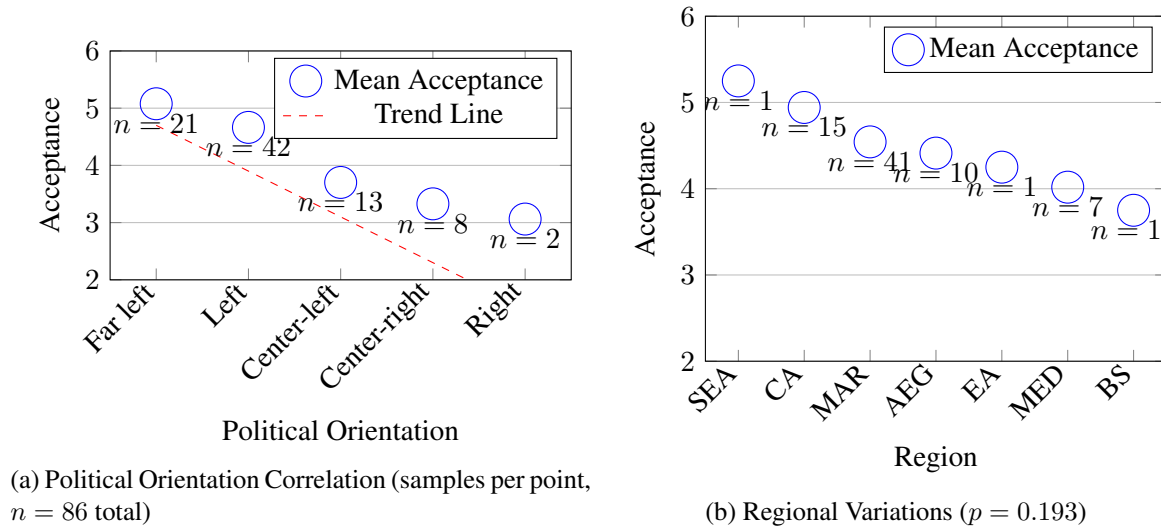 6
5
4
3
2
Acceptance
Mean Acceptance
Trend Line
n = 21
n = 42
n = 13
n = 8
n = 2
Far left
Left
Center-left
Center-right
Right
Political Orientation
(a) Political Orientation Correlation (samples per point,
n = 86 total)
6
5
4
3
2
Acceptance
Mean Acceptance
n = 1
n = 15
n = 41
n = 10
n = 1
n = 7
n = 1
SEA
CA
MAR
AEG
EA
MED
BS
Region
(b) Regional Variations (p = 0.193)